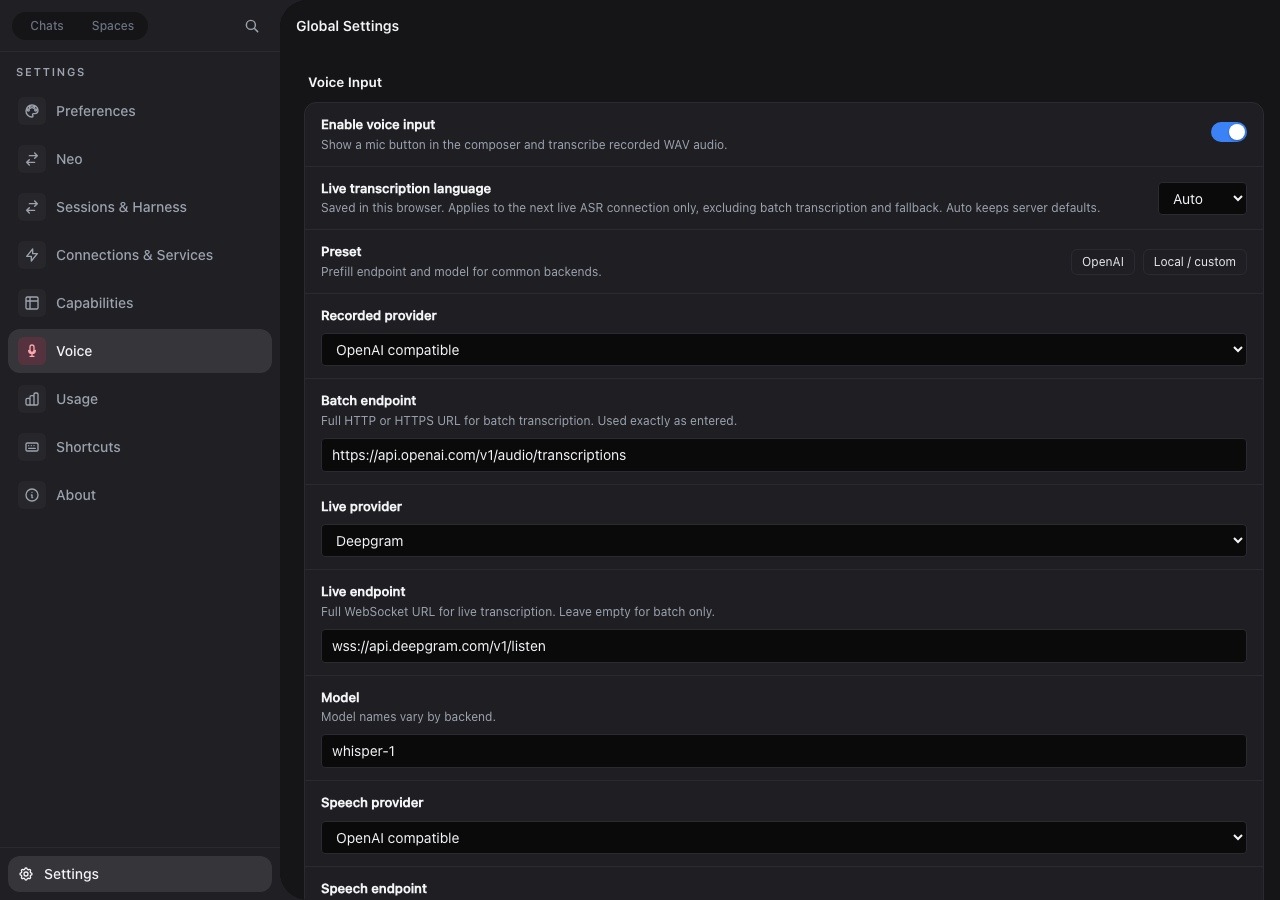 Chats
Spaces
Global Settings
SETTINGS
Preferences
Neo
Sessions & Harness
Connections & Services
Capabilities
Voice
Usage
Shortcuts
About
Settings
Voice Input
Enable voice input
Show a mic button in the composer and transcribe recorded WAV audio.
Live transcription language
Saved in this browser. Applies to the next live ASR connection only, excluding batch transcription and fallback. Auto keeps server defaults.
Auto
Preset
Prefill endpoint and model for common backends.
OpenAI
Local / custom
Recorded provider
OpenAI compatible
Batch endpoint
Full HTTP or HTTPS URL for batch transcription. Used exactly as entered.
https://api.openai.com/v1/audio/transcriptions
Live provider
Deepgram
Live endpoint
Full WebSocket URL for live transcription. Leave empty for batch only.
wss://api.deepgram.com/v1/listen
Model
Model names vary by backend.
whisper-1
Speech provider
OpenAI compatible
Speech endpoint